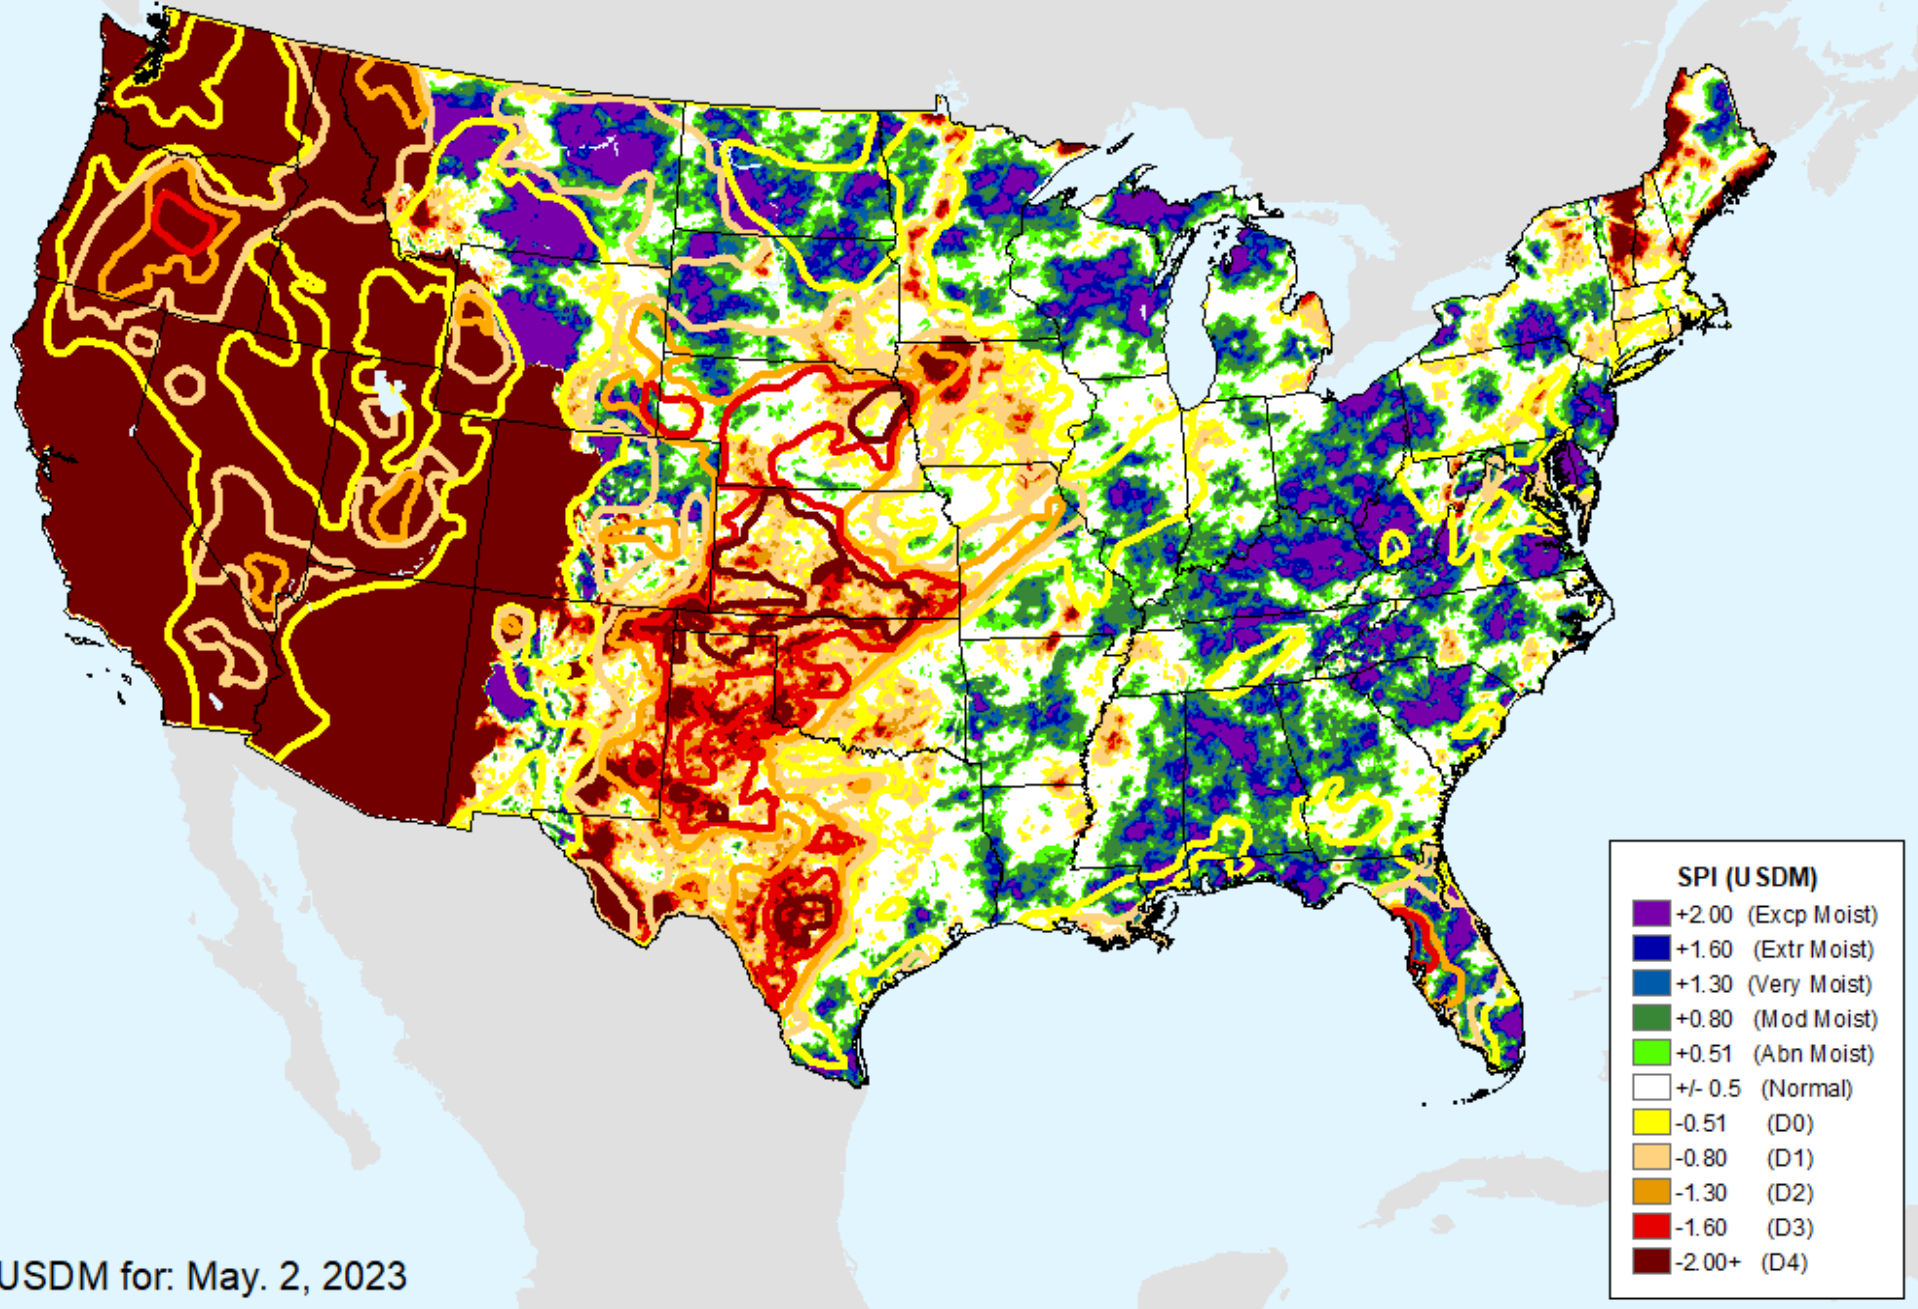 SPI (USDM)
+2.00 (Excp Moist)
+1.60 (Extr Moist)
+1.30 (Very Moist)
+0.80 (Mod Moist)
+0.51 (Abn Moist)
+/- 0.5 (Normal)
-0.51 (D0)
-0.80 (D1)
-1.30 (D2)
-1.60 (D3)
-2.00+ (D4)
USDM for: May. 2, 2023